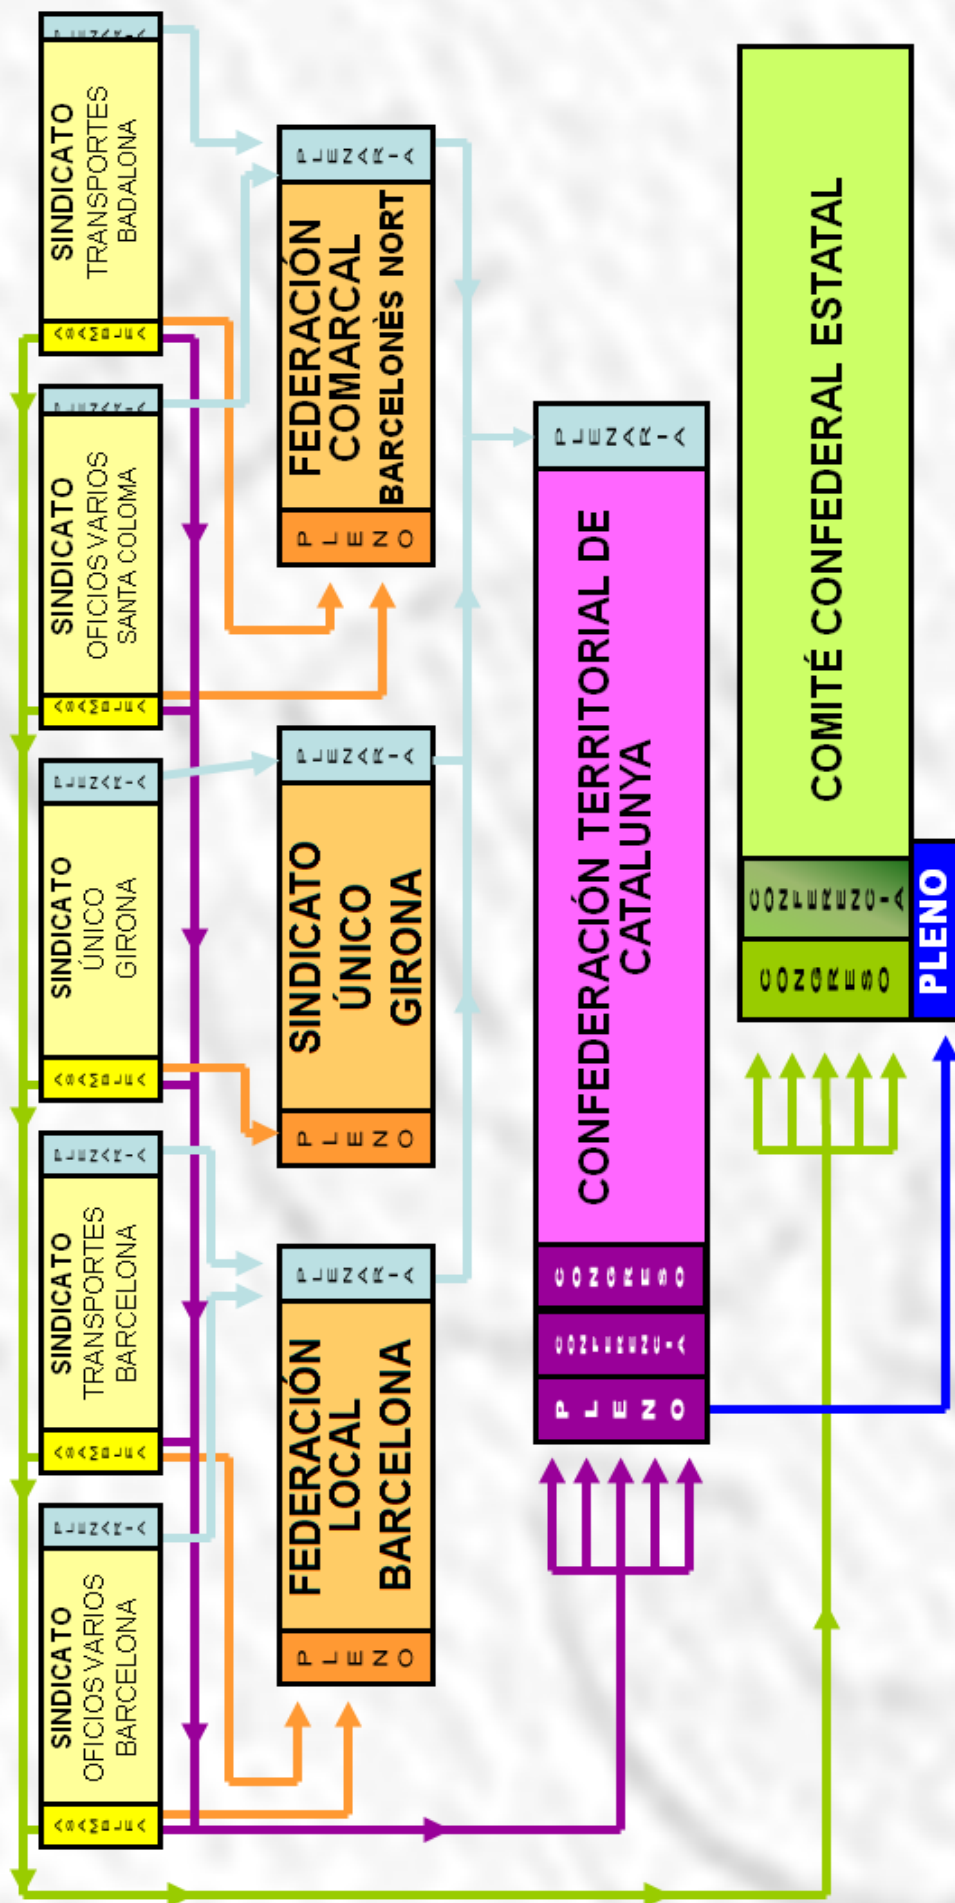 ASAMBLEA
SINDICATO
OFICIOS VARIOS
BARCELONA
PLENARIA
ASAMBLEA
SINDICATO
TRANSPORTES
BARCELONA
PLENARIA
ASAMBLEA
SINDICATO
ÚNICO
GIRONA
PLENARIA
ASAMBLEA
SINDICATO
OFICIOS VARIOS
SANTA COLOMA
PLENARIA
ASAMBLEA
SINDICATO
TRANSPORTES
BADALONA
PLENARIA
PLENO
FEDERACIÓN
LOCAL
BARCELONA
PLENARIA
PLENO
SINDICATO
ÚNICO
GIRONA
PLENARIA
PLENO
FEDERACIÓN
COMARCAL
BARCELONÈS NORT
PLENARIA
PLENO
CONFERENCIA
CONGRESO
CONFEDERACIÓN TERRITORIAL DE
CATALUNYA
PLENARIA
CONGRESO
CONFERENCIA
COMITÉ CONFEDERAL ESTATAL
PLENO